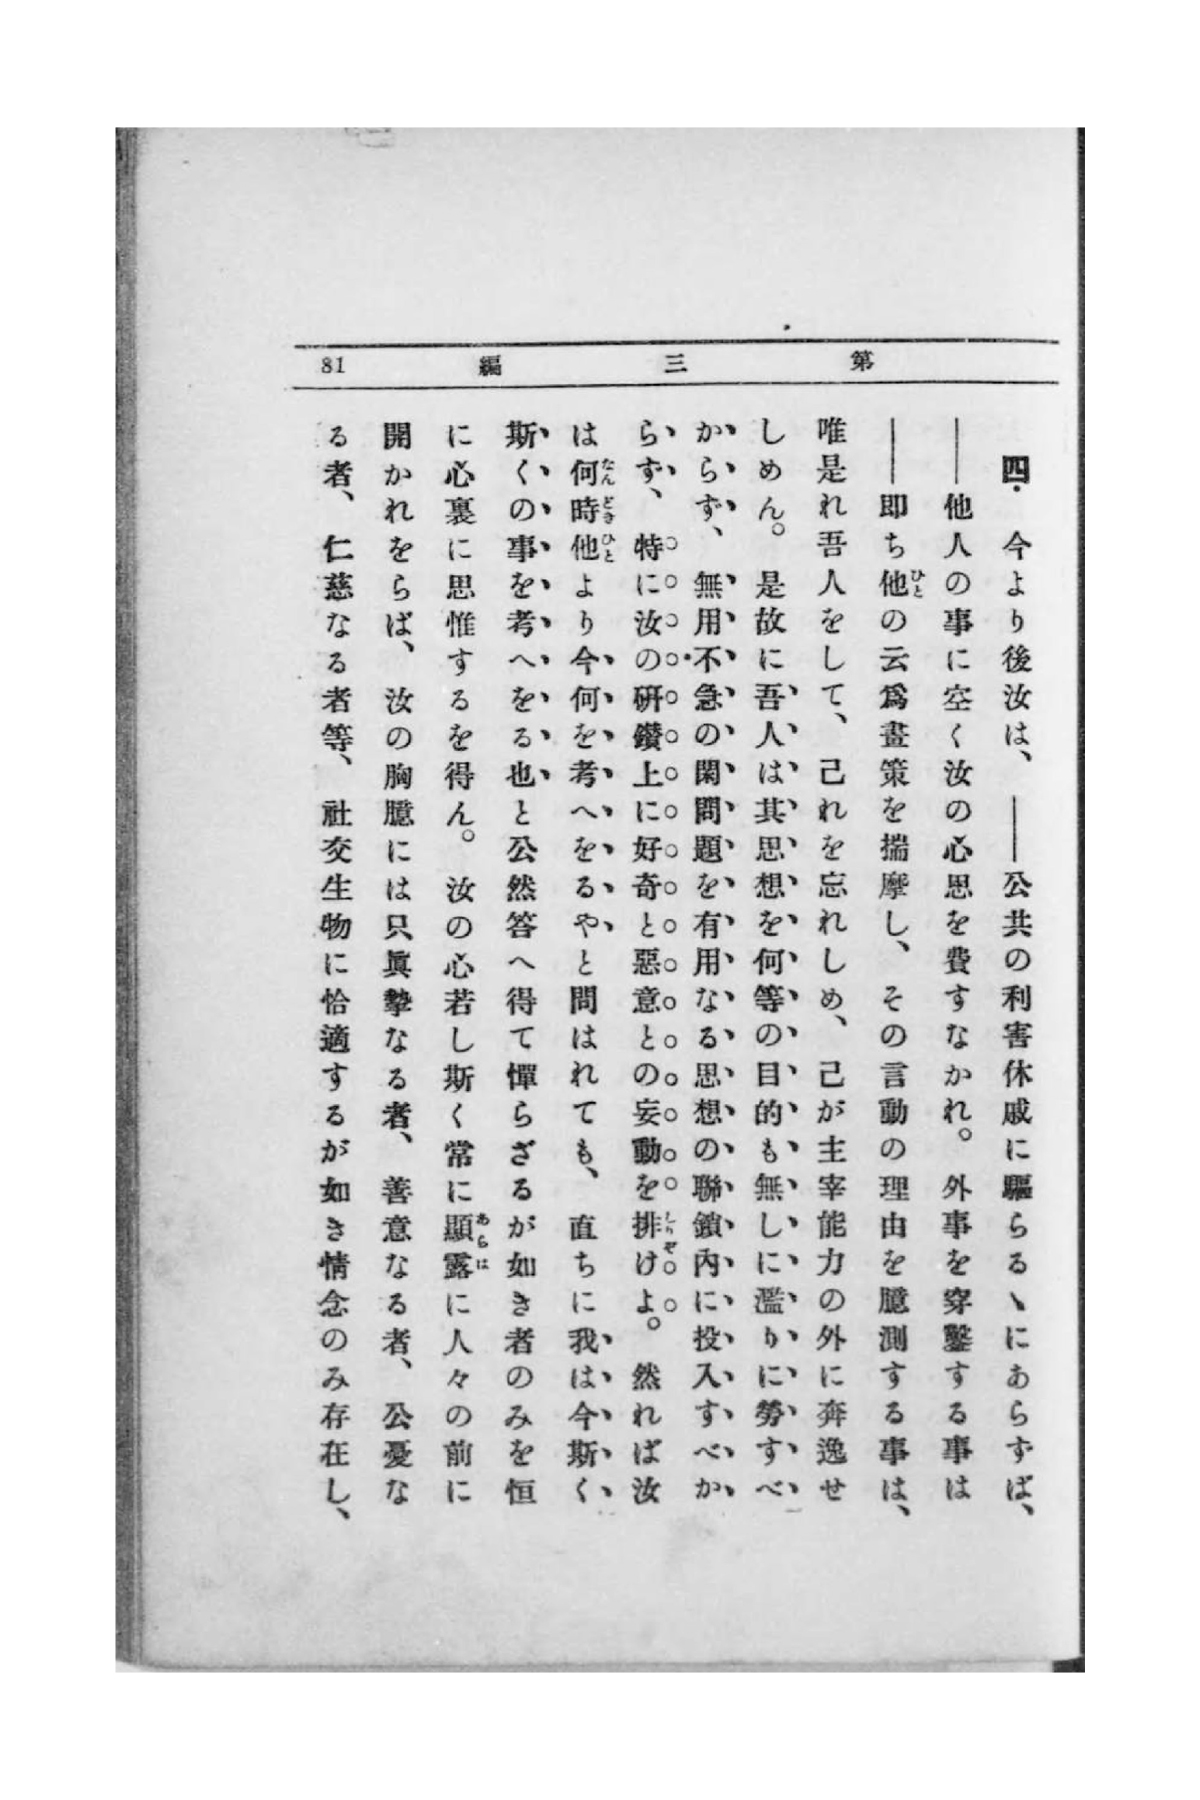 第三編
81
四. 今より後汝は、――公共の利害休戚に驅らるゝにあらずば、
――他人の事に空く汝の心思を費すなかれ。外事を穿鑿する事は
――即ち他の云爲畫策を揣摩し、その言動の理由を臆測する事は、
唯是れ吾人をして、己れを忘れしめ、己が主宰能力の外に奔逸せ
しめん。是故に吾人は其思想を何等の目的も無しに濫りに勞すべ
からず、無用不急の閑問題を有用なる思想の聯鎖内に投入すべか
らず、特に汝の硏鑽上に好奇と惡意との妄動を排けよ。然れば汝
は何時他より今何を考へをるやと問はれても、直ちに我は今斯く
斯くの事を考へをる也と公然答へ得て憚らざるが如き者のみを恒
に心裏に思惟するを得ん。汝の心若し斯く常に顯露に人々の前に
開かれをらば、汝の胸臆には只眞摯なる者、善意なる者、公憂な
る者、仁慈なる者等、社交生物に恰適するが如き情念のみ存在し、